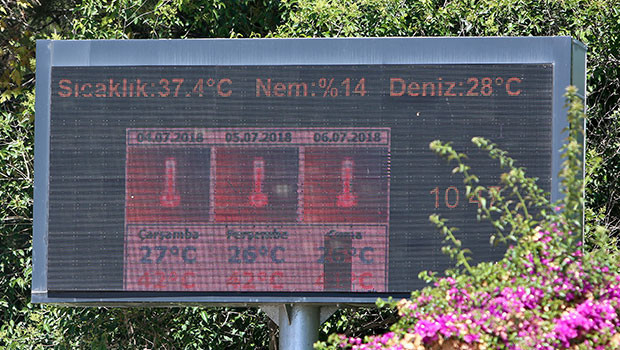 Sıcaklık:37.4°C Nem:%14 Deniz:28°C
04.07.2018 05.07.2018 06.07.2018
Çarşamba Perşembe Cuma
27°C 26°C 26°C
42°C 42°C